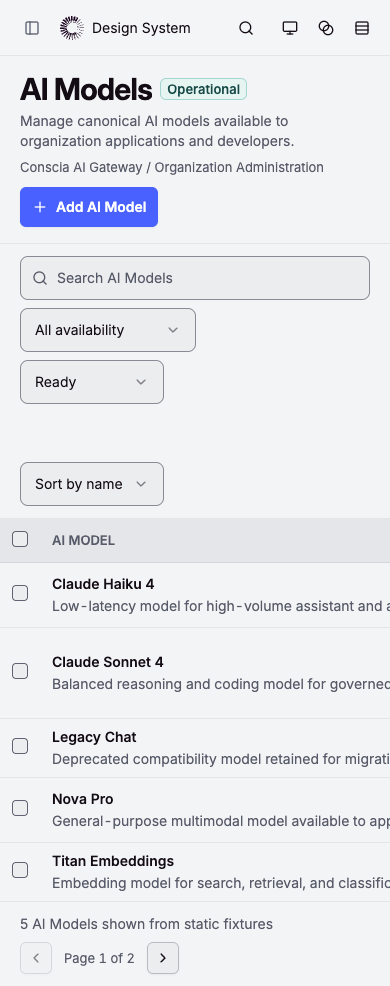 Design System
AI Models
Operational
Manage canonical AI models available to
organization applications and developers.
Conscia AI Gateway / Organization Administration
Add AI Model
Search AI Models
All availability
Ready
Sort by name
AI MODEL
Claude Haiku 4
Low-latency model for high-volume assistant and a
Claude Sonnet 4
Balanced reasoning and coding model for governed
Legacy Chat
Deprecated compatibility model retained for migrati
Nova Pro
General-purpose multimodal model available to app
Titan Embeddings
Embedding model for search, retrieval, and classific
5 AI Models shown from static fixtures
Page 1 of 2